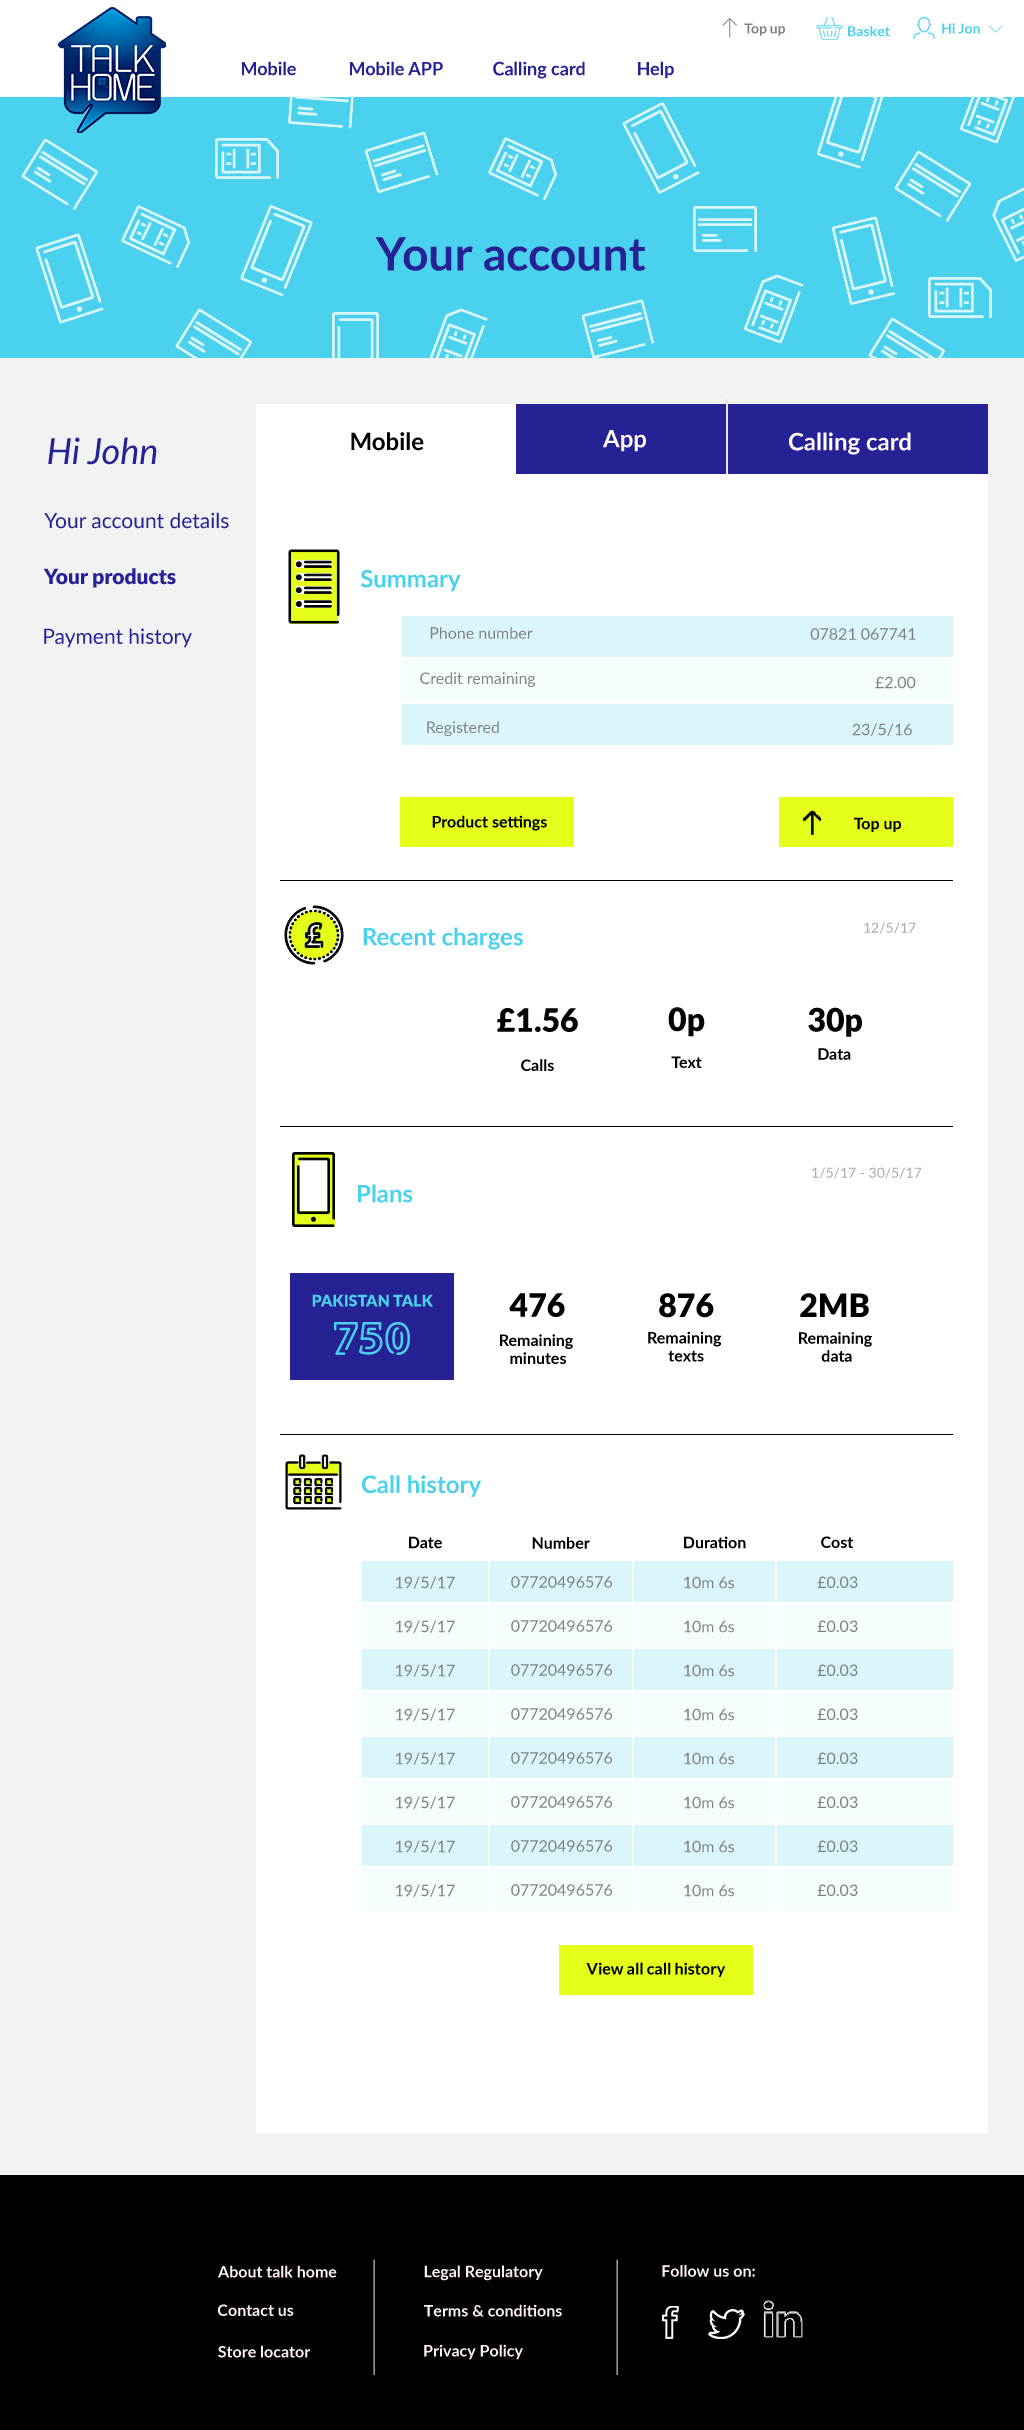 TALK
HOME
Top up
Basket
Hi Jon
Mobile
Mobile APP
Calling card
Help
Your account
Hi John
Your account details
Your products
Payment history
Mobile
App
Calling card
Summary
Phone number 07821 067741
Credit remaining £2.00
Registered 23/5/16
Product settings
Top up
£
Recent charges
12/5/17
£1.56 0p 30p
Calls Text Data
Plans
1/5/17 - 30/5/17
PAKISTAN TALK
750
476
Remaining
minutes
876
Remaining
texts
2MB
Remaining
data
Call history
Date Number Duration Cost
19/5/17 07720496576 10m 6s £0.03
19/5/17 07720496576 10m 6s £0.03
19/5/17 07720496576 10m 6s £0.03
19/5/17 07720496576 10m 6s £0.03
19/5/17 07720496576 10m 6s £0.03
19/5/17 07720496576 10m 6s £0.03
19/5/17 07720496576 10m 6s £0.03
19/5/17 07720496576 10m 6s £0.03
View all call history
About talk home
Contact us
Store locator
Legal Regulatory
Terms & conditions
Privacy Policy
Follow us on:
f
in